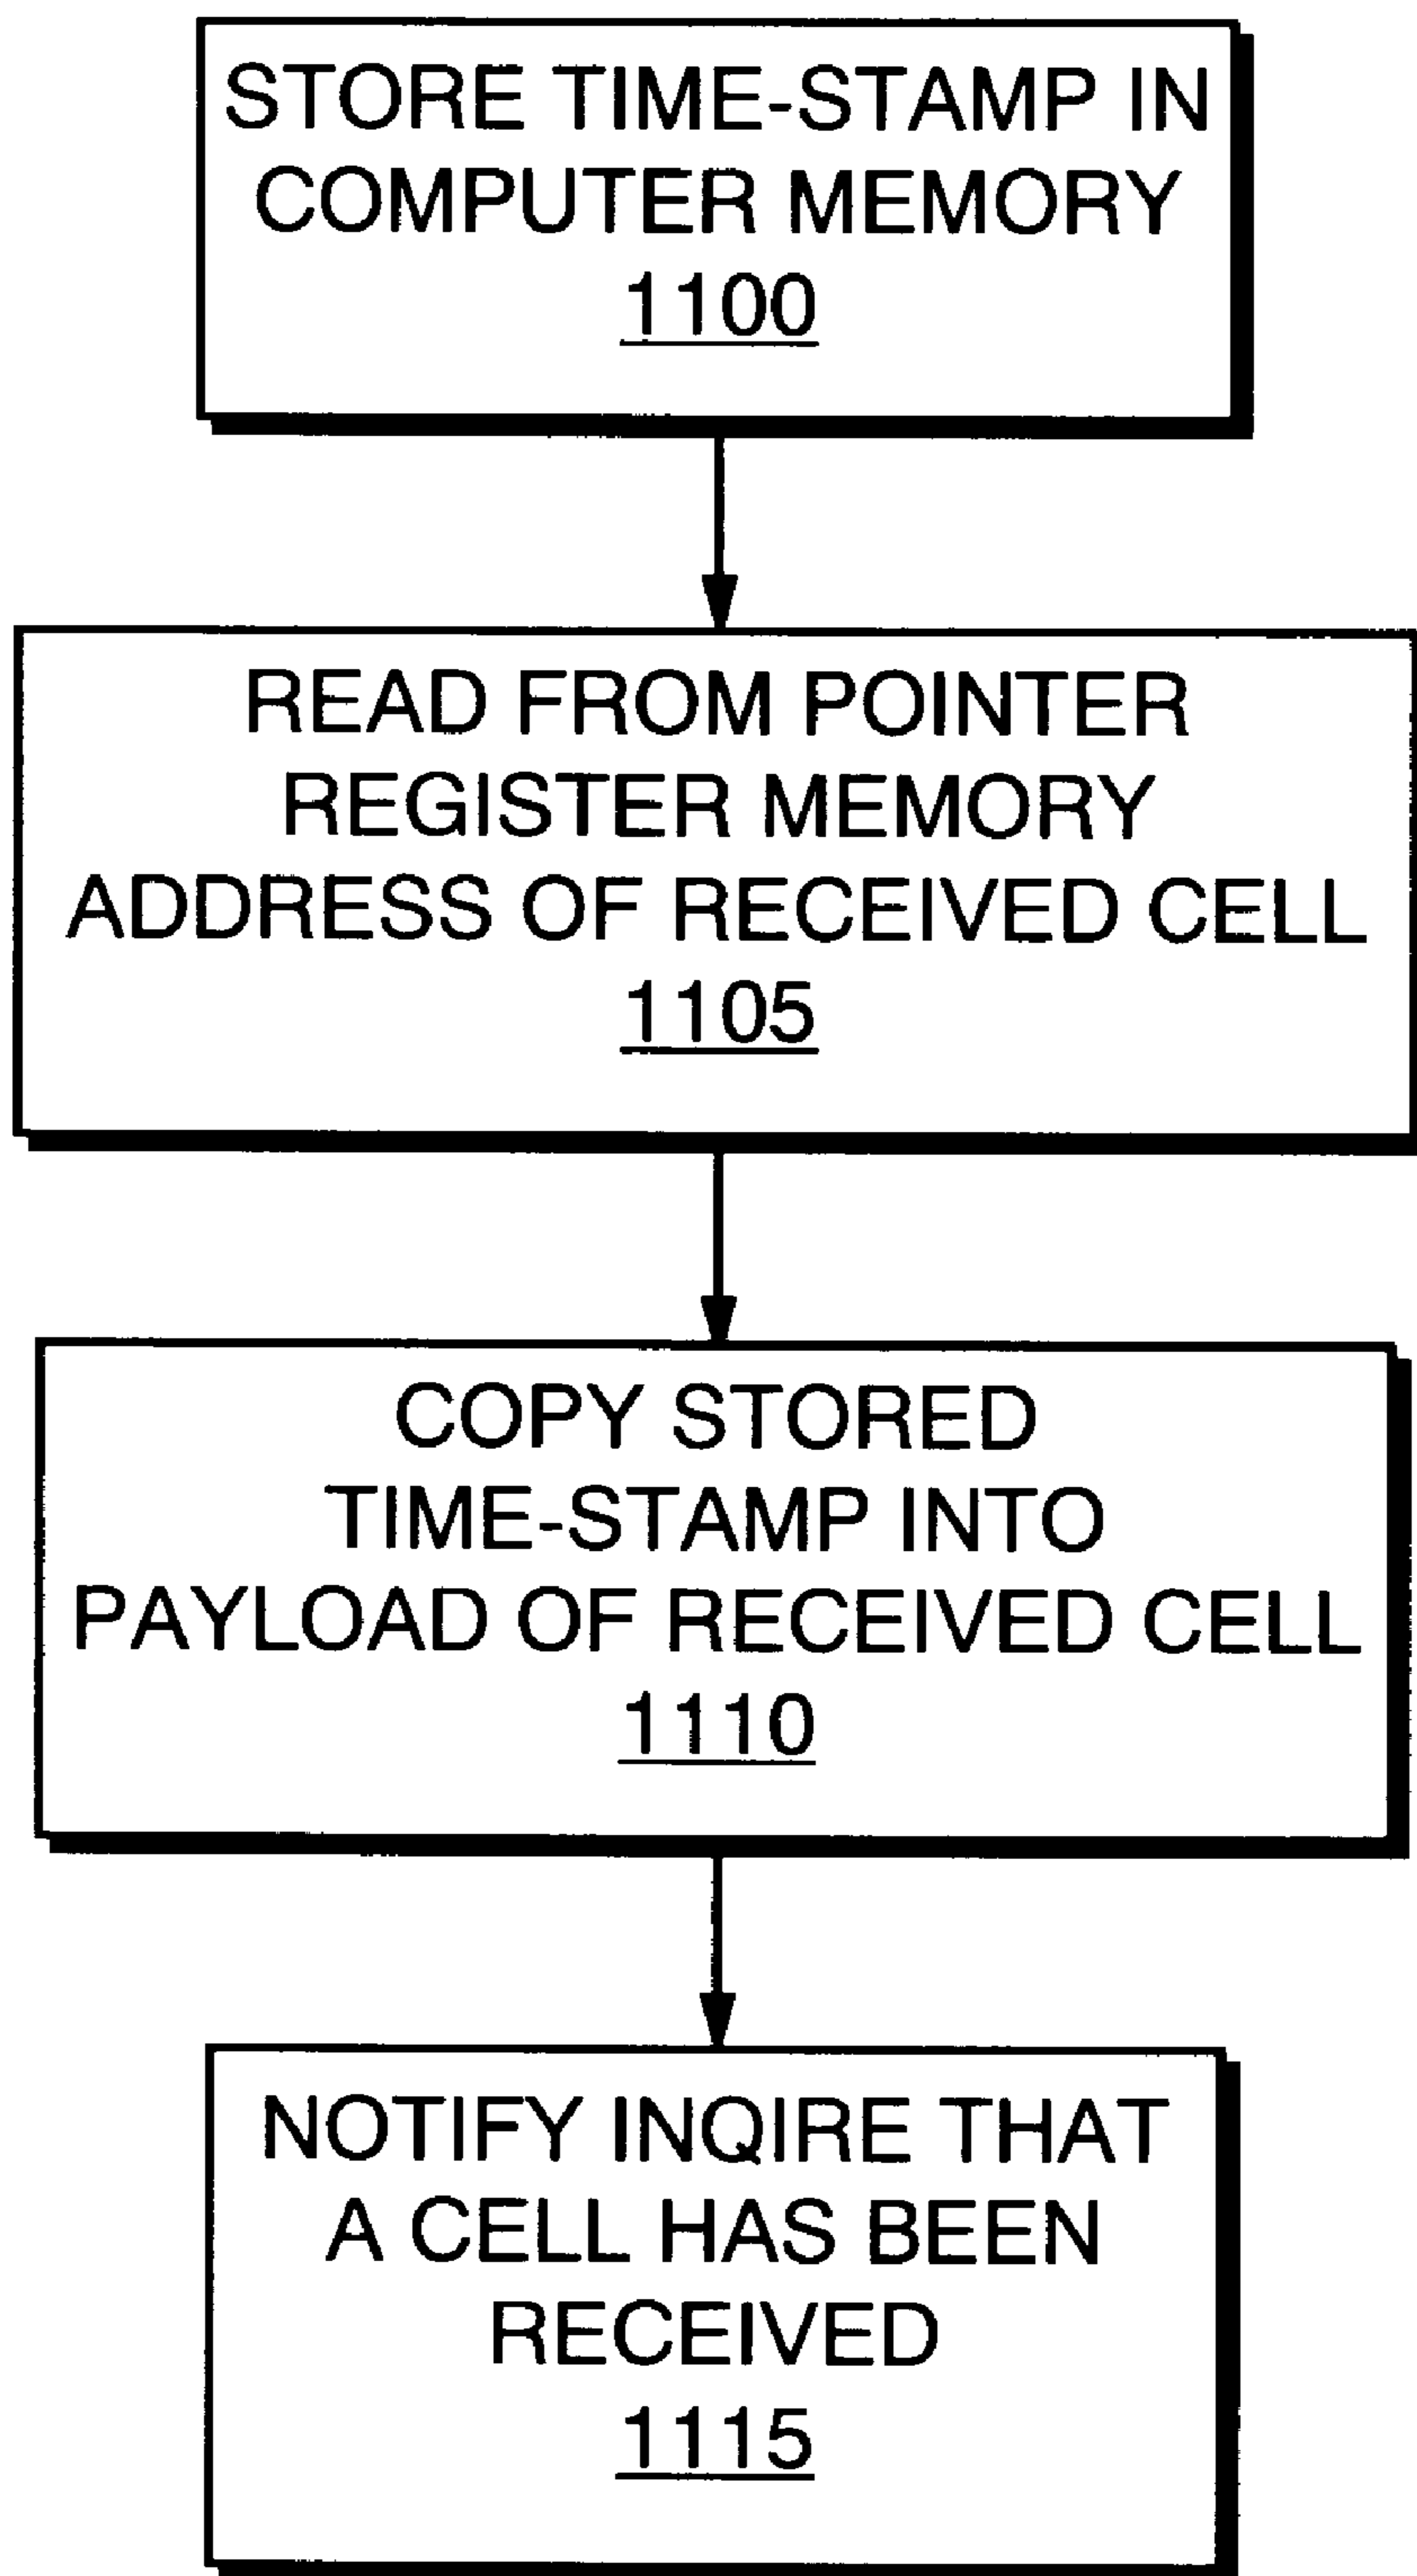 STORE TIME-STAMP IN
COMPUTER MEMORY
1100
READ FROM POINTER
REGISTER MEMORY
ADDRESS OF RECEIVED CELL
1105
COPY STORED
TIME-STAMP INTO
PAYLOAD OF RECEIVED CELL
1110
NOTIFY INQIRE THAT
A CELL HAS BEEN
RECEIVED
1115